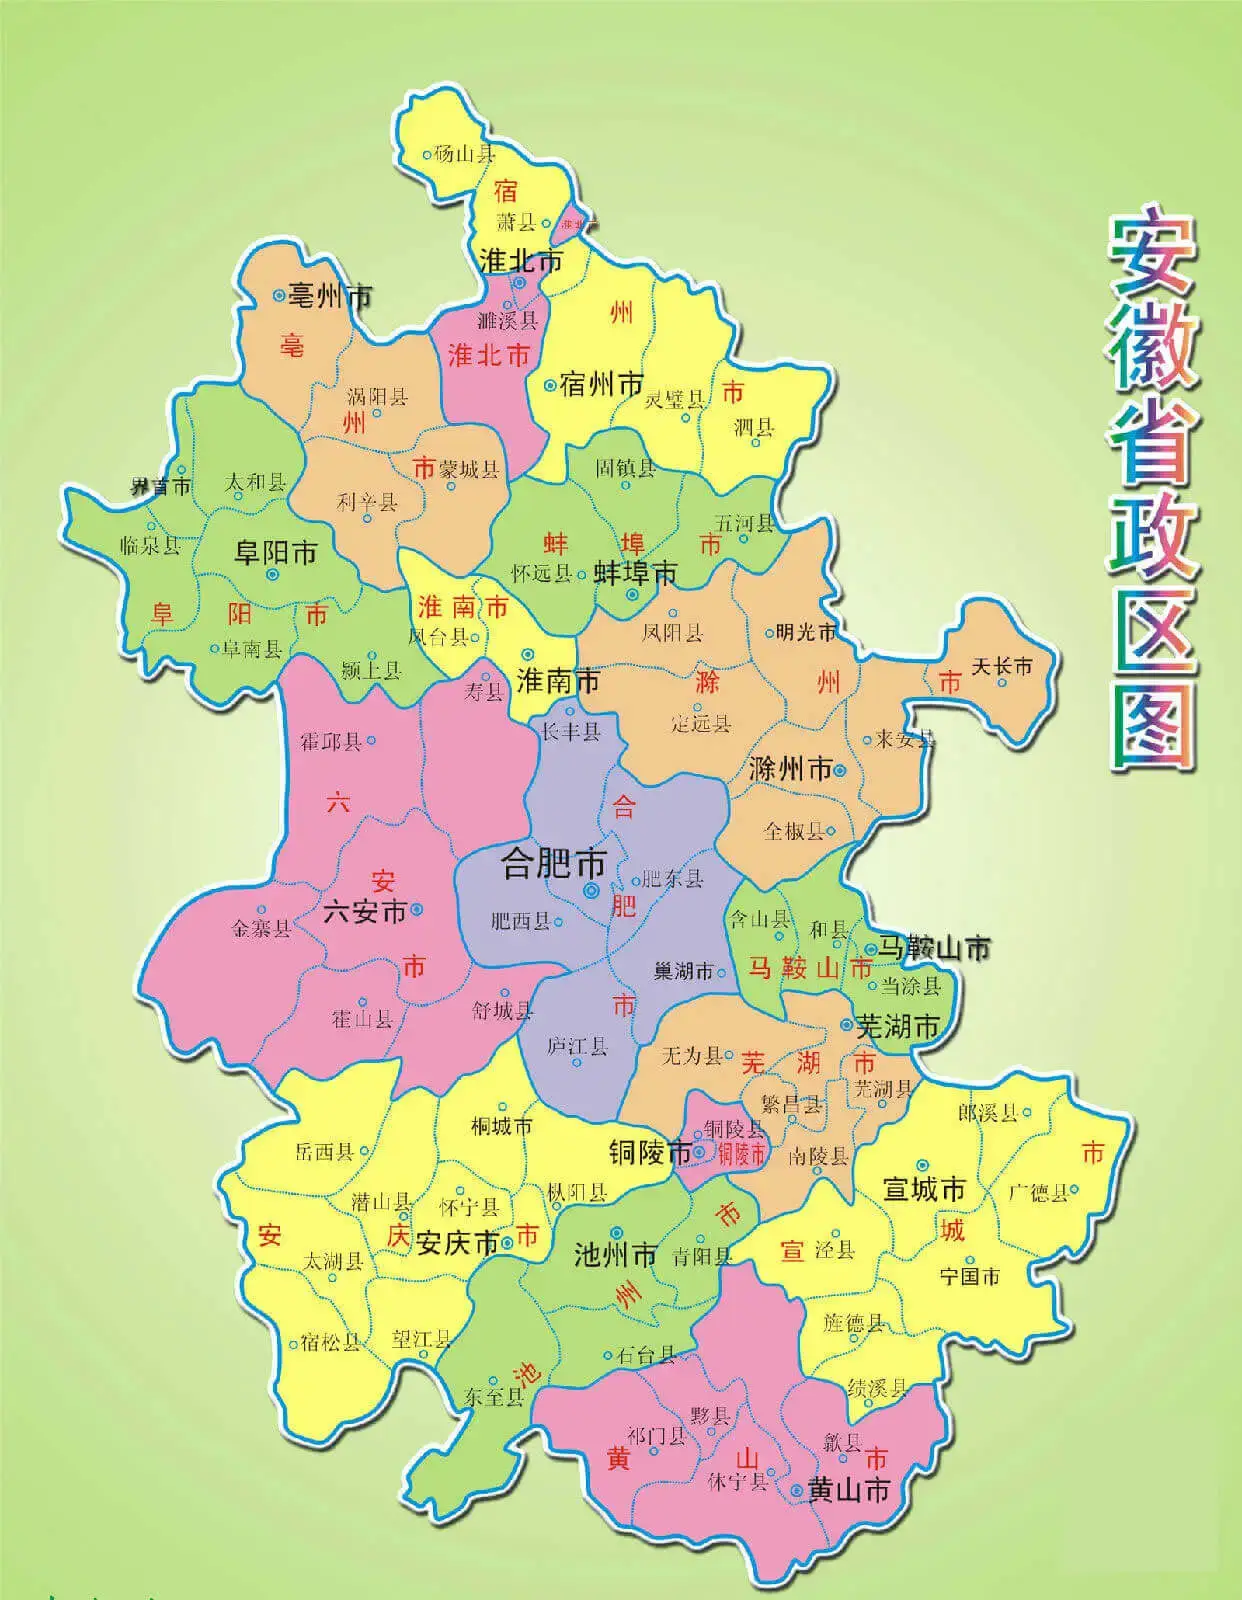 安徽省政区图
砀山县
宿
萧县
淮北市
淮北市
亳州市
濉溪县
州
亳
淮北市
宿州市
灵璧县
市
涡阳县
州
泗县
市
蒙城县
固镇县
界首市
太和县
利辛县
五河县
临泉县
阜阳市
蚌
埠
市
怀远县
蚌埠市
阜
阳
市
淮南市
凤台县
凤阳县
明光市
阜南县
颍上县
淮南市
寿县
滁
州
市
天长市
霍邱县
长丰县
定远县
来安县
滁州市
六
合
全椒县
合肥市
安
肥东县
六安市
肥
肥西县
金寨县
含山县
和县
马鞍山市
市
巢湖市
马鞍山市
当涂县
霍山县
舒城县
市
芜湖市
庐江县
无为县
芜
湖
市
芜湖县
繁昌县
桐城市
郎溪县
岳西县
铜陵县
铜陵市
铜陵市
南陵县
市
宣城市
广德县
潜山县
怀宁县
枞阳县
安
庆
安庆市
市
池州市
市
青阳县
宣
泾县
城
太湖县
宁国市
州
宿松县
望江县
旌德县
石台县
池
东至县
绩溪县
黟县
祁门县
歙县
黄
山
市
休宁县
黄山市